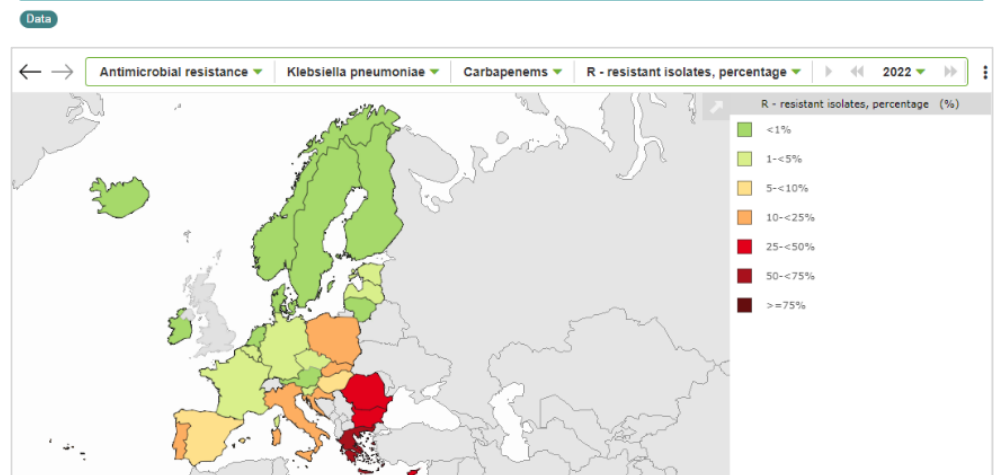 Data
Antimicrobial resistance Klebsiella pneumoniae Carbapenems R - resistant isolates, percentage 2022
R - resistant isolates, percentage (%)
<1%
1-<5%
5-<10%
10-<25%
25-<50%
50-<75%
>=75%